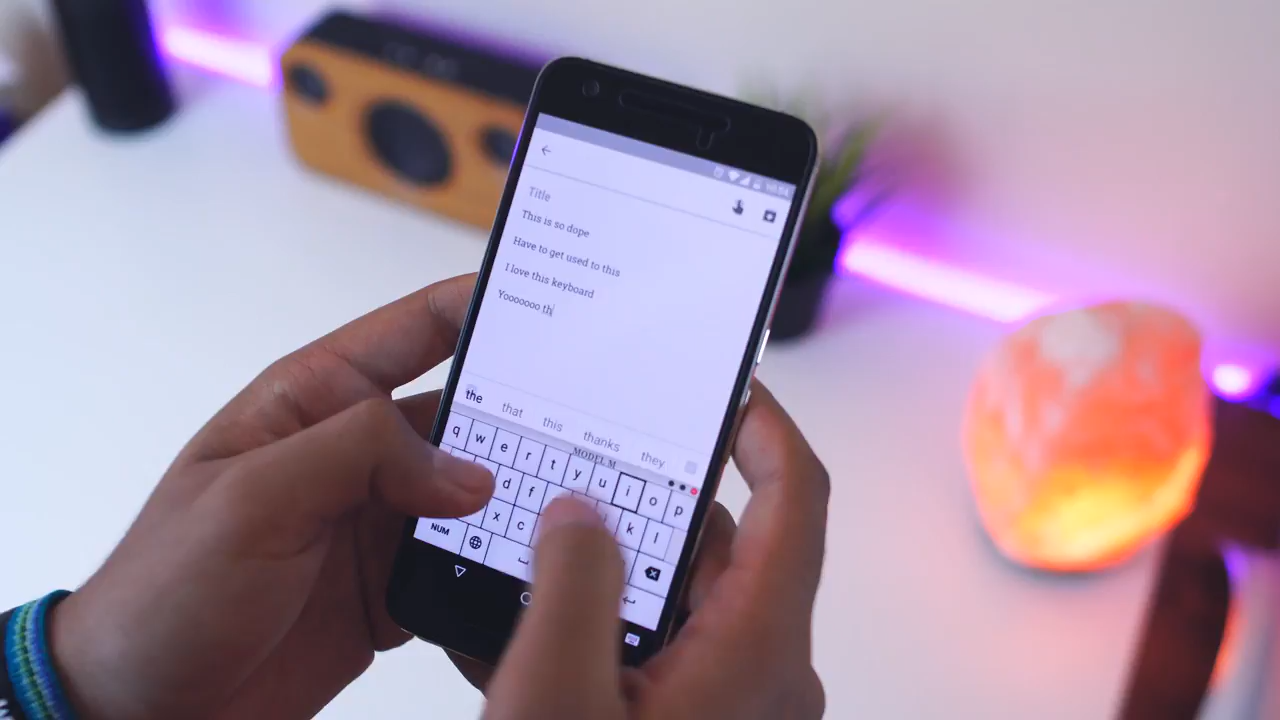 Title
This is so dope
Have to get used to this
I love this keyboard
Yooooooo th
the that this thanks they
MODEL M
q w e r t y u i o p
d f k l
x c
NUM